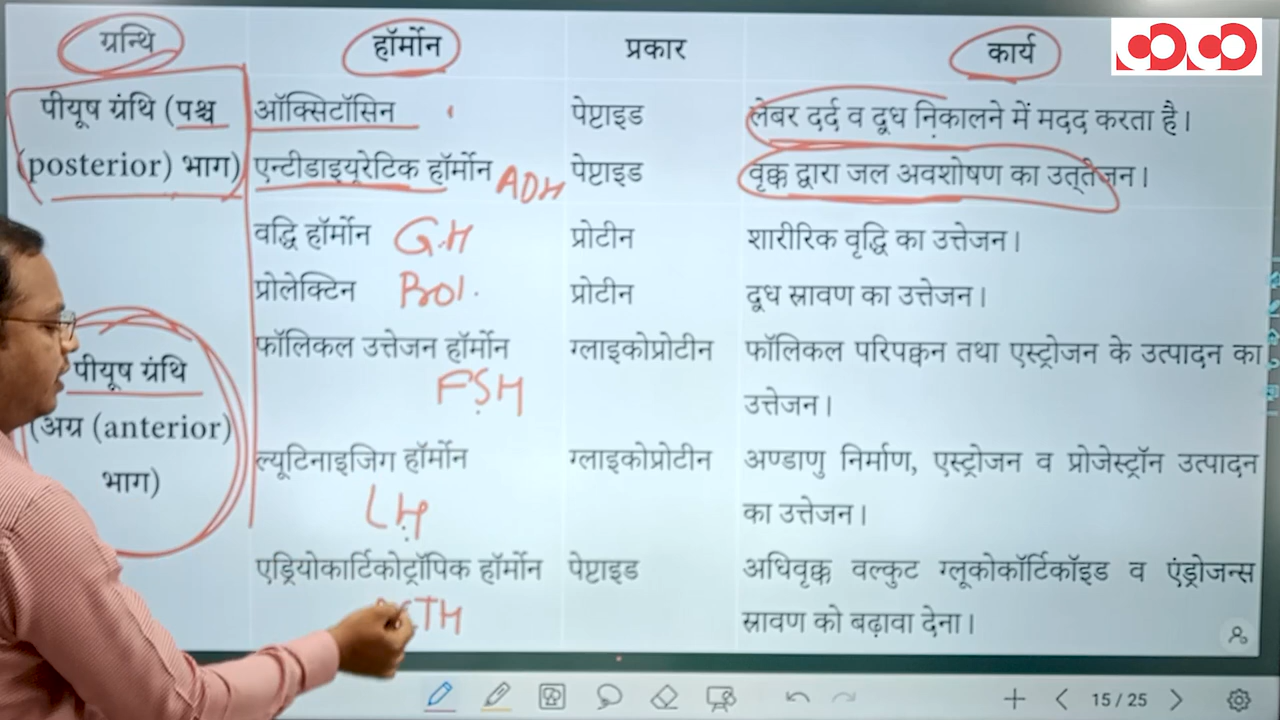 ग्रन्थि हॉर्मोन प्रकार कार्य
पीयूष ग्रंथि (पश्च ऑक्सिटॉसिन पेप्टाइड लेबर दर्द व दूध निकालने में मदद करता है।
(posterior) भाग) एन्टीडाइयूरेटिक हॉर्मोन ADH पेप्टाइड वृक्क द्वारा जल अवशोषण का उत्तेजन।
वद्धि हॉर्मोन G.H प्रोटीन शारीरिक वृद्धि का उत्तेजन।
प्रोलेक्टिन प्रोटीन दूध स्रावण का उत्तेजन।
फॉलिकल उत्तेजन हॉर्मोन ग्लाइकोप्रोटीन फॉलिकल परिपक्वन तथा एस्ट्रोजन के उत्पादन का
पीयूष ग्रंथि FSH उत्तेजन।
(अग्र (anterior) ल्यूटिनाइजिग हॉर्मोन ग्लाइकोप्रोटीन अण्डाणु निर्माण, एस्ट्रोजन व प्रोजेस्ट्रॉन उत्पादन
भाग) LH का उत्तेजन।
एड्रियोकार्टिकोट्रॉपिक हॉर्मोन पेप्टाइड अधिवृक्क वल्कुट ग्लूकोकॉर्टिकॉइड व एंड्रोजन्स
TH स्रावण को बढ़ावा देना।
15/25